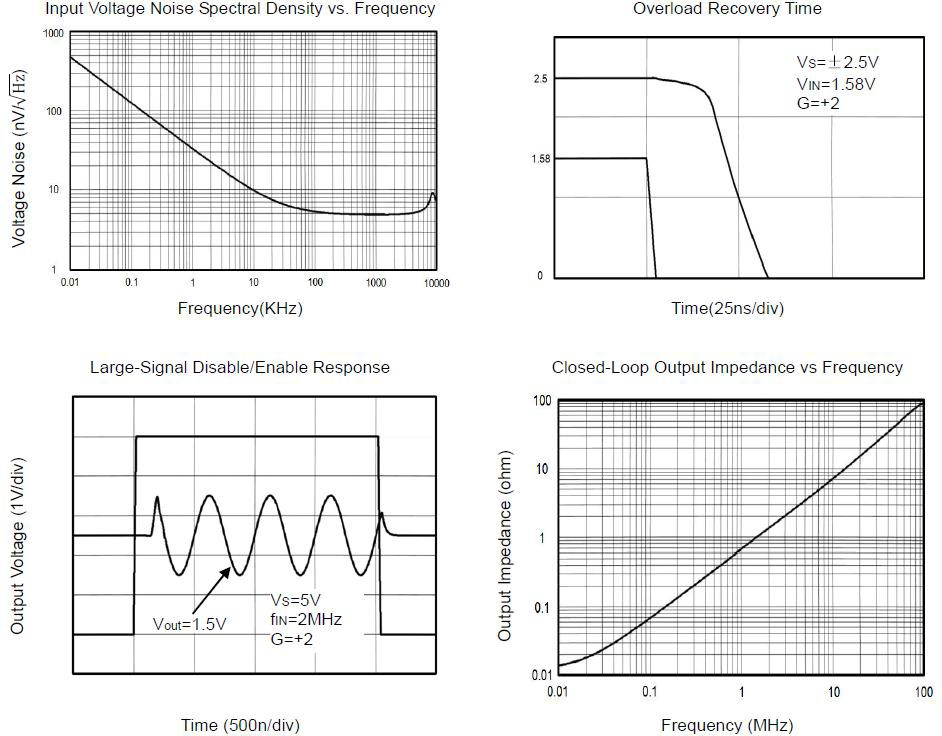 Input Voltage Noise Spectral Density vs. Frequency
Voltage Noise (nV/√Hz)
1000
100
10
1
0.01 0.1 1 10 100 1000 10000
Frequency(KHz)
Overload Recovery Time
Vs=±2.5V
VIN=1.58V
G=+2
2.5
1.58
0
Time(25ns/div)
Large-Signal Disable/Enable Response
Output Voltage (1V/div)
Vout=1.5V
Vs=5V
fIN=2MHz
G=+2
Time (500n/div)
Closed-Loop Output Impedance vs Frequency
Output Impedance (ohm)
100
10
1
0.1
0.01
0.01 0.1 1 10 100
Frequency (MHz)